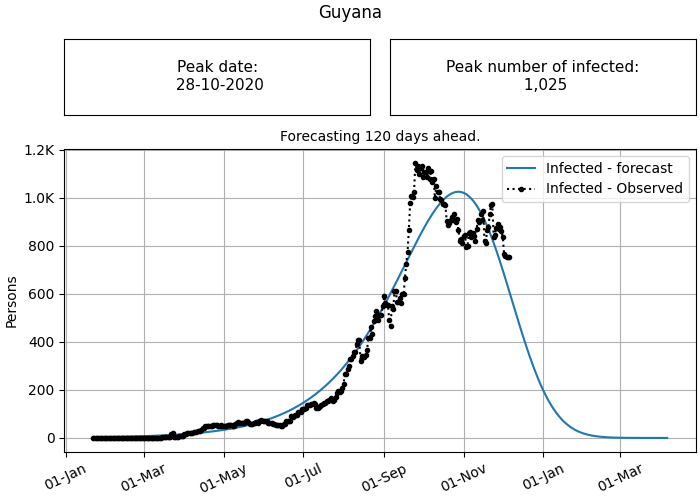 Guyana
Peak date:
28-10-2020
Peak number of infected:
1,025
Forecasting 120 days ahead.
1.2K
1.0K
800
600
400
200
0
Persons
Infected - forecast
Infected - Observed
01-Jan
01-Mar
01-May
01-Jul
01-Sep
01-Nov
01-Jan
01-Mar